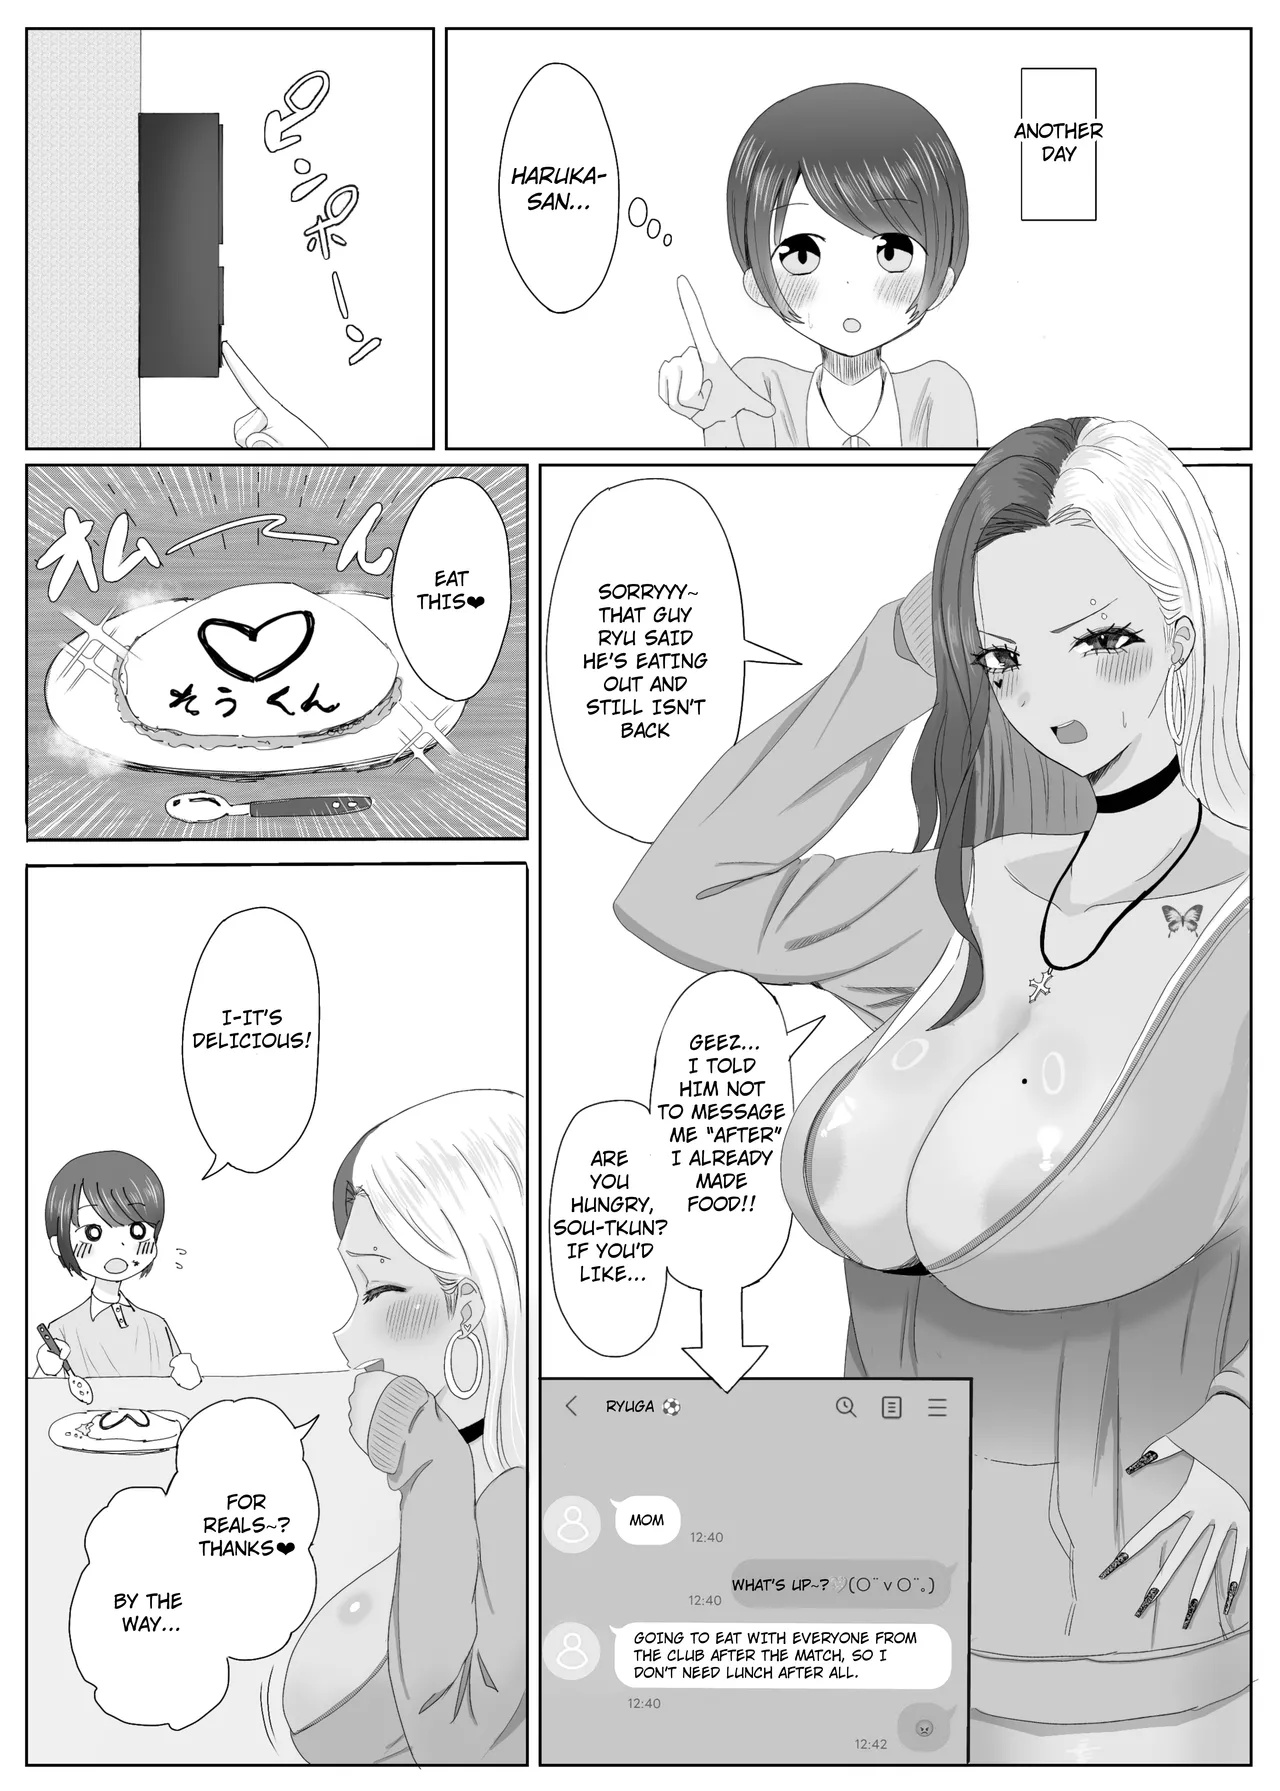 ANOTHER
DAY
HARUKA-
SAN...
ピンポーン
SORRYYY~
THAT GUY
RYU SAID
HE'S EATING
OUT AND
STILL ISN'T
BACK
GEEZ...
I TOLD
HIM NOT
TO MESSAGE
ME "AFTER"
I ALREADY
MADE
FOOD!!
ARE
YOU
HUNGRY,
SOU-TKUN?
IF YOU'D
LIKE...
RYUGA ⚽
MOM
12:40
WHAT'S UP~?🤍(O¨ v O¨｡)
12:40
GOING TO EAT WITH EVERYONE FROM
THE CLUB AFTER THE MATCH, SO I
DON'T NEED LUNCH AFTER ALL.
12:40
😡
12:42
EAT
THIS❤
オムーーん
そうくん
I-IT'S
DELICIOUS!
FOR
REALS~?
THANKS❤
BY THE
WAY...